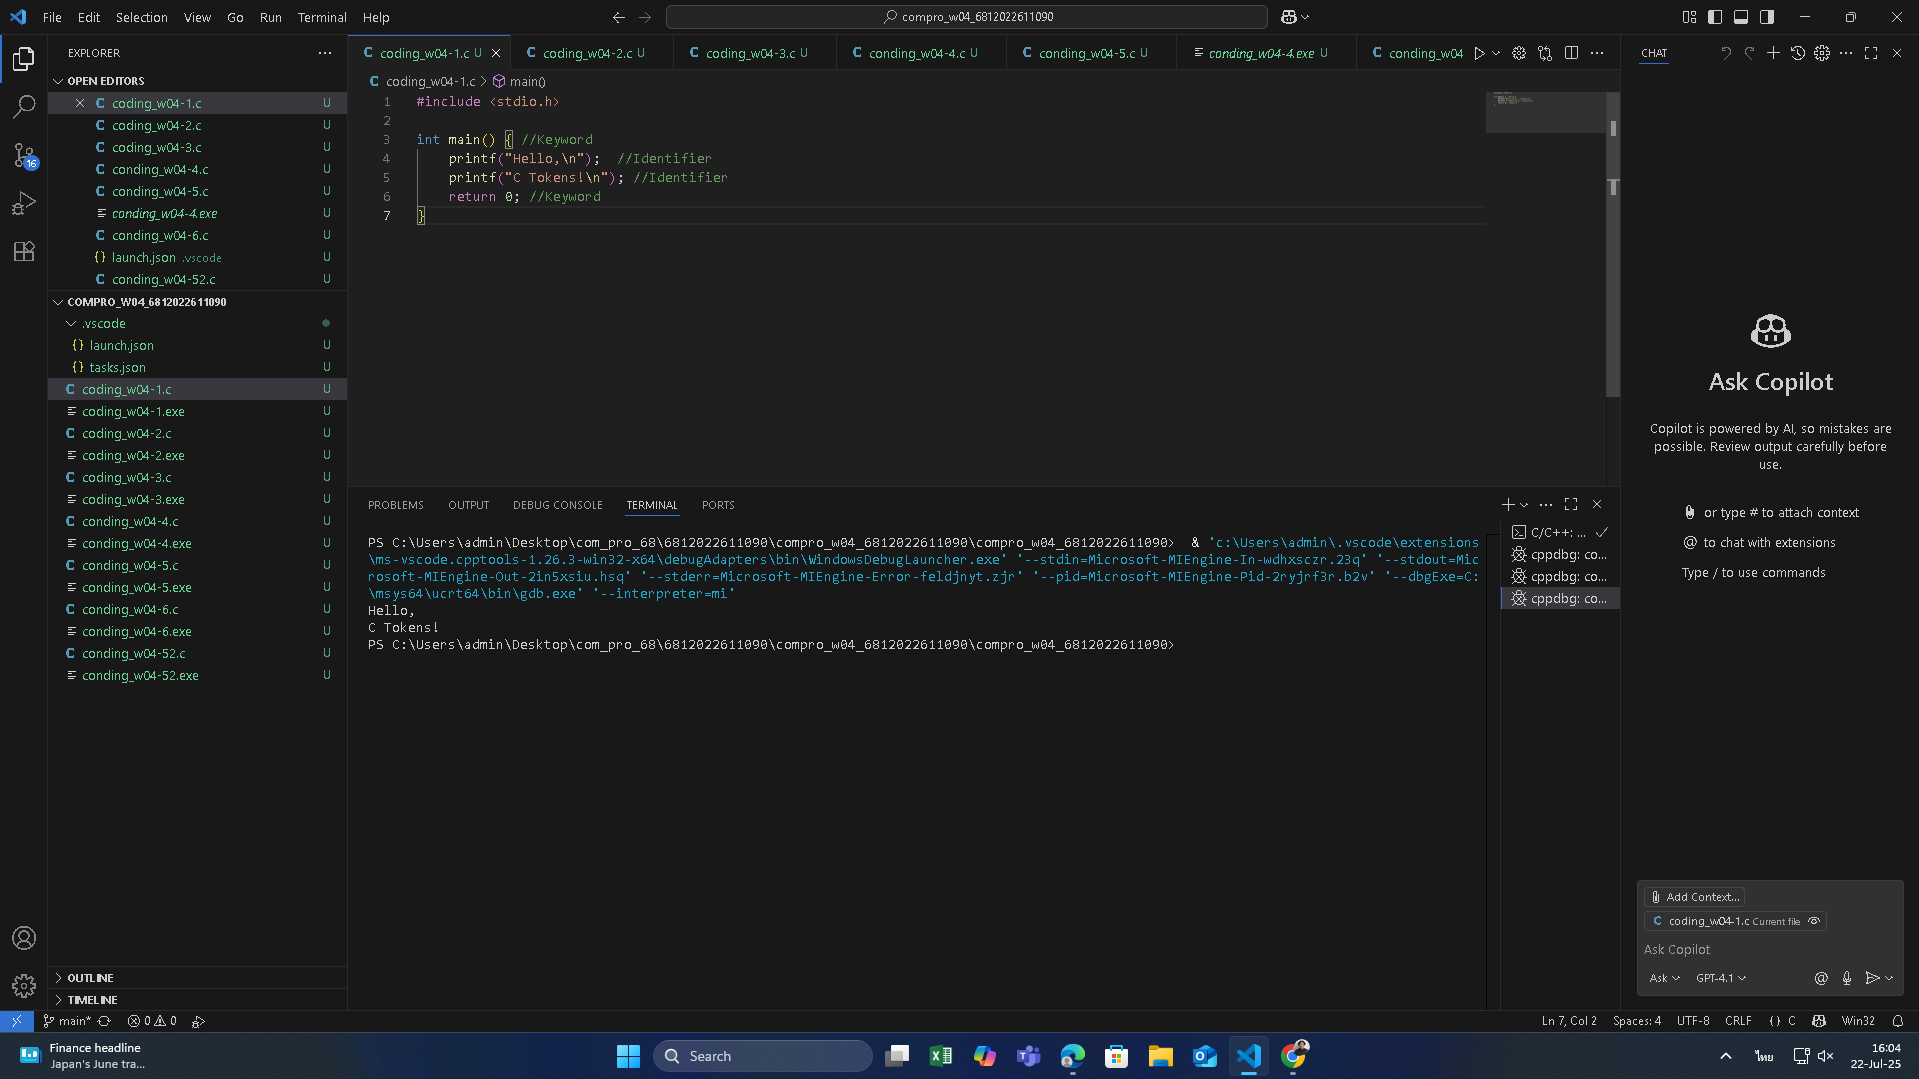 File Edit Selection View Go Run Terminal Help
compro_w04_6812022611090
EXPLORER
OPEN EDITORS
coding_w04-1.c U
coding_w04-2.c U
coding_w04-3.c U
conding_w04-4.c U
conding_w04-5.c U
conding_w04-4.exe U
conding_w04-6.c U
launch.json .vscode U
conding_w04-52.c U
COMPRO_W04_6812022611090
.vscode
launch.json U
tasks.json U
coding_w04-1.c U
coding_w04-1.exe U
coding_w04-2.c U
coding_w04-2.exe U
coding_w04-3.c U
coding_w04-3.exe U
conding_w04-4.c U
conding_w04-4.exe U
conding_w04-5.c U
conding_w04-5.exe U
conding_w04-6.c U
conding_w04-6.exe U
conding_w04-52.c U
conding_w04-52.exe U
OUTLINE
TIMELINE
16
coding_w04-1.c U coding_w04-2.c U coding_w04-3.c U conding_w04-4.c U conding_w04-5.c U conding_w04-4.exe U conding_w04
coding_w04-1.c > main()
1 #include <stdio.h>
2
3 int main() { //Keyword
4 printf("Hello,\n"); //Identifier
5 printf("C Tokens!\n"); //Identifier
6 return 0; //Keyword
7 }
PROBLEMS OUTPUT DEBUG CONSOLE TERMINAL PORTS
PS C:\Users\admin\Desktop\com_pro_68\6812022611090\compro_w04_6812022611090\compro_w04_6812022611090> & 'c:\Users\admin\.vscode\extensions
\ms-vscode.cpptools-1.26.3-win32-x64\debugAdapters\bin\WindowsDebugLauncher.exe' '--stdin=Microsoft-MIEngine-In-wdhxsczr.23q' '--stdout=Mic
rosoft-MIEngine-Out-2in5xsiu.hsq' '--stderr=Microsoft-MIEngine-Error-feldjnyt.zjr' '--pid=Microsoft-MIEngine-Pid-2ryjrf3r.b2v' '--dbgExe=C:
\msys64\ucrt64\bin\gdb.exe' '--interpreter=mi'
Hello,
C Tokens!
PS C:\Users\admin\Desktop\com_pro_68\6812022611090\compro_w04_6812022611090\compro_w04_6812022611090>
C/C++: ...
cppdbg: co...
cppdbg: co...
cppdbg: co...
CHAT
Ask Copilot
Copilot is powered by AI, so mistakes are
possible. Review output carefully before
use.
or type # to attach context
@ to chat with extensions
Type / to use commands
Add Context...
coding_w04-1.c Current file
Ask Copilot
Ask GPT-4.1
main* 0 0
Ln 7, Col 2 Spaces: 4 UTF-8 CRLF {} C Win32
Finance headline
Japan's June tra...
Search
ไทย
16:04
22-Jul-25